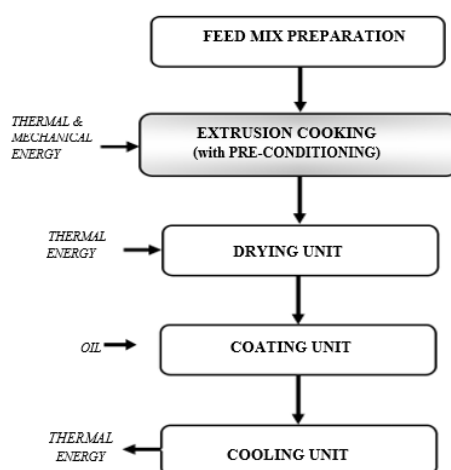 FEED MIX PREPARATION
THERMAL &
MECHANICAL
ENERGY
EXTRUSION COOKING
(with PRE-CONDITIONING)
THERMAL
ENERGY
DRYING UNIT
OIL
COATING UNIT
THERMAL
ENERGY
COOLING UNIT